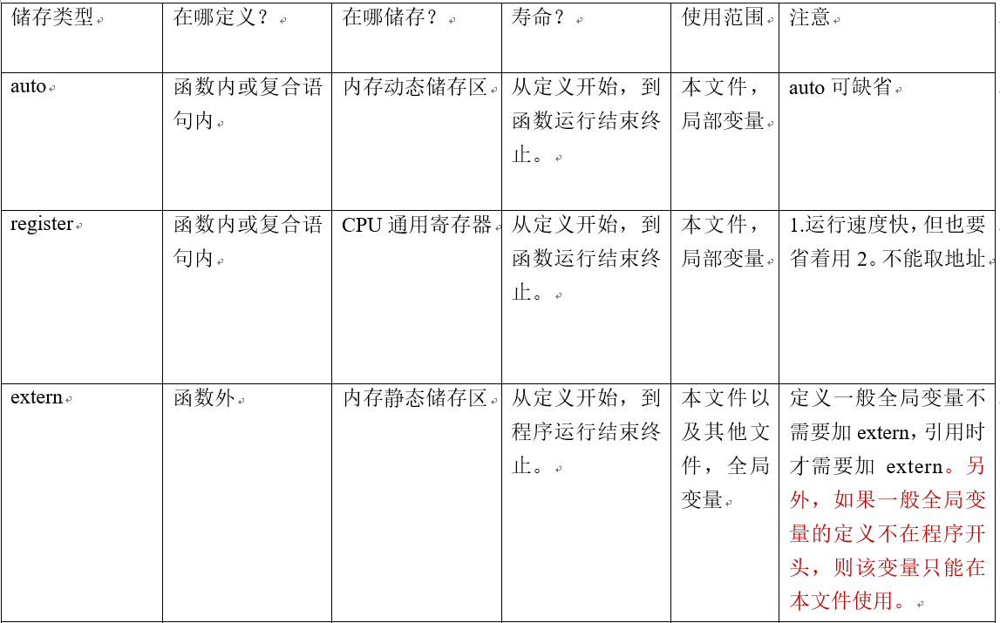 储存类型
在哪定义？
在哪储存？
寿命？
使用范围
注意
auto
函数内或复合语
句内
内存动态储存区
从定义开始，到
函数运行结束终
止。
本文件，
局部变量
auto 可缺省
register
函数内或复合语
句内
CPU 通用寄存器
从定义开始，到
函数运行结束终
止。
本文件，
局部变量
1.运行速度快，但也要
省着用 2。不能取地址
extern
函数外
内存静态储存区
从定义开始，到
程序运行结束终
止。
本文件以
及其他文
件，全局
变量
定义一般全局变量不
需要加 extern，引用时
才需要加 extern。另
外，如果一般全局变
量的定义不在程序开
头，则该变量只能在
本文件使用。